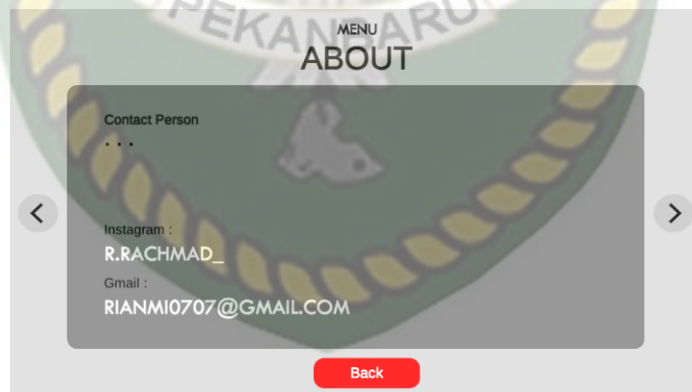 PEKANBARU
MENU
ABOUT
Contact Person
. . .
Instagram :
R.RACHMAD_
Gmail :
RIANMI0707@GMAIL.COM
Back